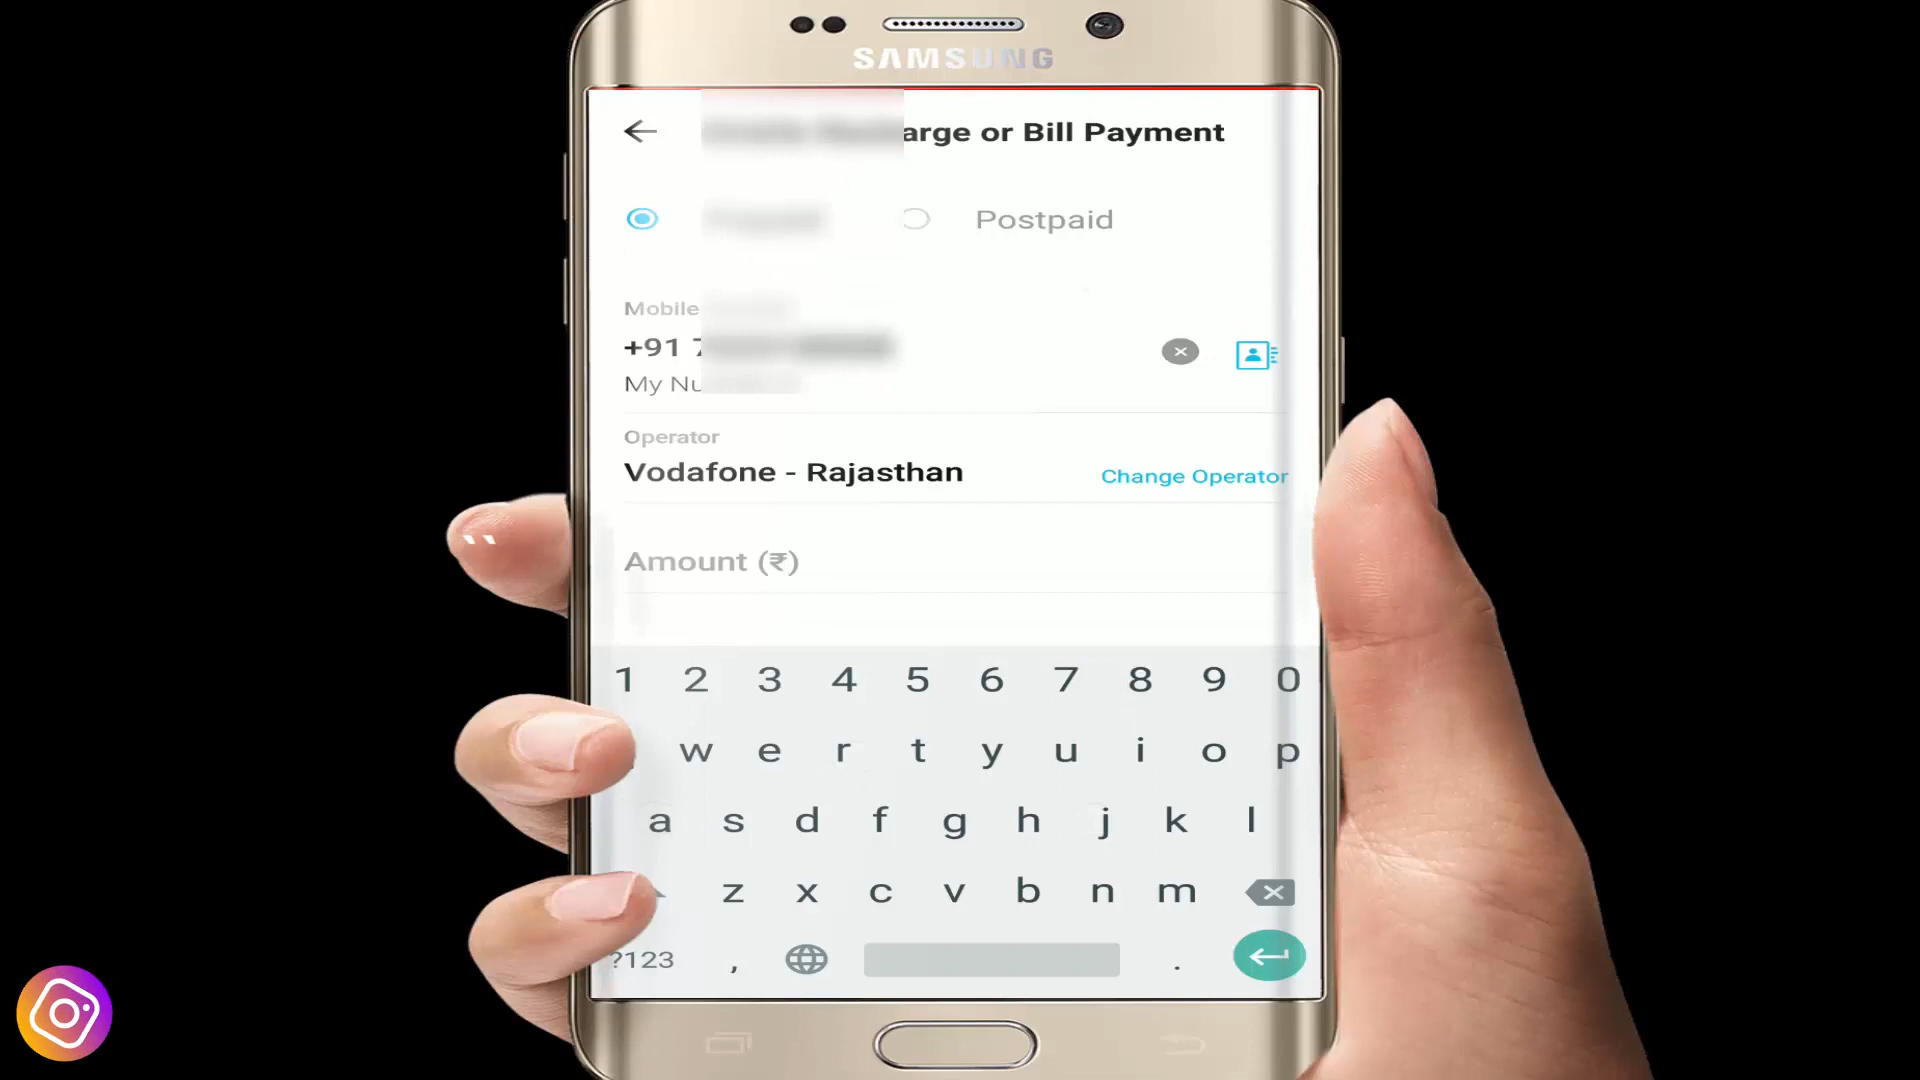 SAMSUNG
arge or Bill Payment
Postpaid
Mobile
+91 7
My Nu
Operator
Vodafone - Rajasthan
Change Operator
Amount (₹)
1 2 3 4 5 6 7 8 9 0
w e r t y u i o p
a s d f g h j k l
z x c v b n m
?123 , .